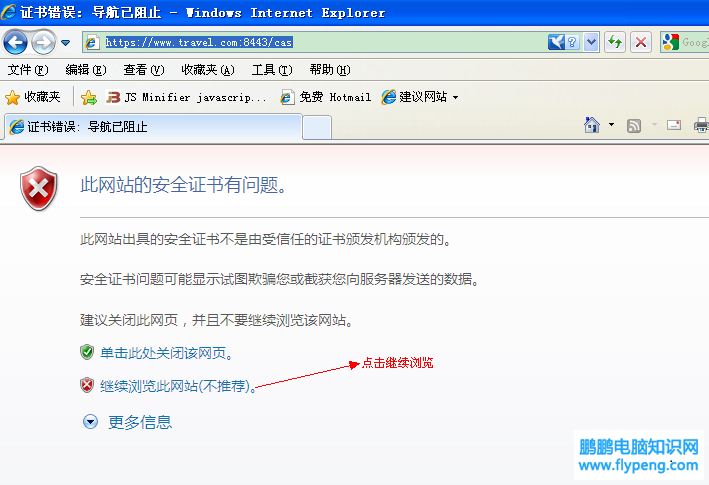 证书错误: 导航已阻止 - Windows Internet Explorer
https://www.travel.com:8443/cas
Goog
文件(F) 编辑(E) 查看(V) 收藏夹(A) 工具(T) 帮助(H)
收藏夹 JS Minifier javascrip... 免费 Hotmail 建议网站
证书错误: 导航已阻止
此网站的安全证书有问题。
此网站出具的安全证书不是由受信任的证书颁发机构颁发的。
安全证书问题可能显示试图欺骗您或截获您向服务器发送的数据。
建议关闭此网页，并且不要继续浏览该网站。
单击此处关闭该网页。
点击继续浏览
继续浏览此网站(不推荐)。
更多信息
鹏鹏电脑知识网
www.flypeng.com